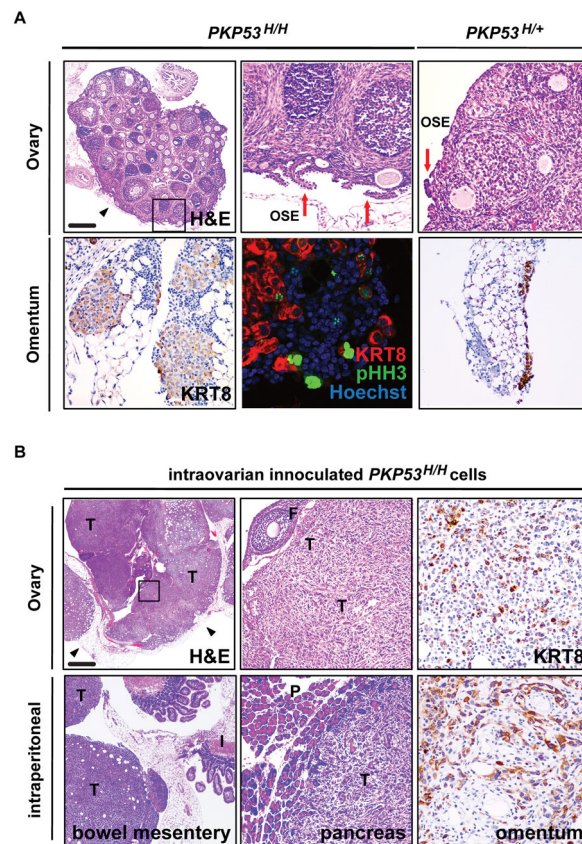 A
PKP53 H/H
PKP53 H/+
Ovary
H&E
OSE
OSE
Omentum
KRT8
KRT8
pHH3
Hoechst
B
intraovarian innoculated PKP53 H/H cells
Ovary
T
T
H&E
F
T
T
KRT8
intraperitoneal
T
T
I
bowel mesentery
P
T
pancreas
omentum